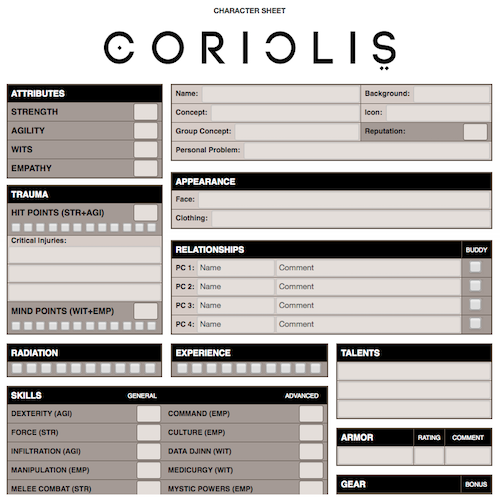 CHARACTER SHEET
CORIOLIS
ATTRIBUTES
STRENGTH
AGILITY
WITS
EMPATHY
Name:
Background:
Concept:
Icon:
Group Concept:
Reputation:
Personal Problem:
TRAUMA
HIT POINTS (STR+AGI)
Critical Injuries:
MIND POINTS (WIT+EMP)
APPEARANCE
Face:
Clothing:
RELATIONSHIPS BUDDY
PC 1: Name Comment
PC 2: Name Comment
PC 3: Name Comment
PC 4: Name Comment
RADIATION
EXPERIENCE
TALENTS
SKILLS GENERAL ADVANCED
DEXTERITY (AGI) COMMAND (EMP)
FORCE (STR) CULTURE (EMP)
INFILTRATION (AGI) DATA DJINN (WIT)
MANIPULATION (EMP) MEDICURGY (WIT)
MELEE COMBAT (STR) MYSTIC POWERS (EMP)
ARMOR RATING COMMENT
GEAR BONUS